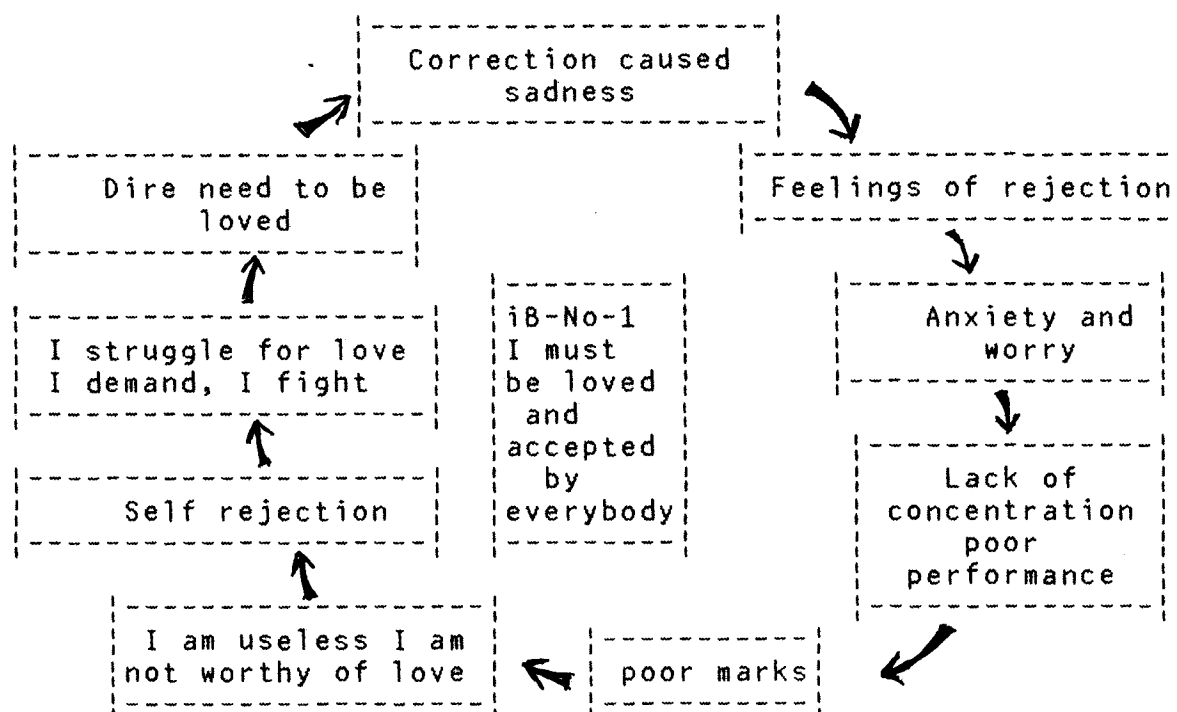 Correction caused
sadness
Feelings of rejection
Anxiety and
worry
Lack of
concentration
poor
performance
poor marks
I am useless I am
not worthy of love
Self rejection
I struggle for love
I demand, I fight
Dire need to be
loved
iB-No-1
I must
be loved
and
accepted
by
everybody